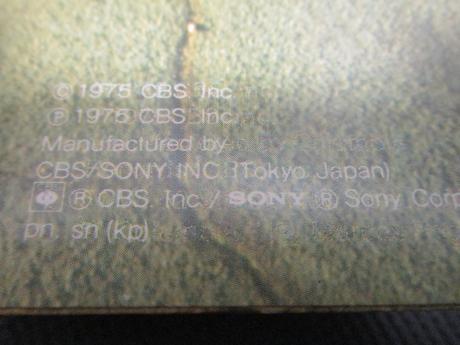 © 1975 CBS. Inc.
℗ 1975 CBS. Inc.
Manufactured by
CBS/SONY INC. (Tokyo Japan)
® CBS, Inc./ SONY ® Sony Corp
pn, sn (kp)